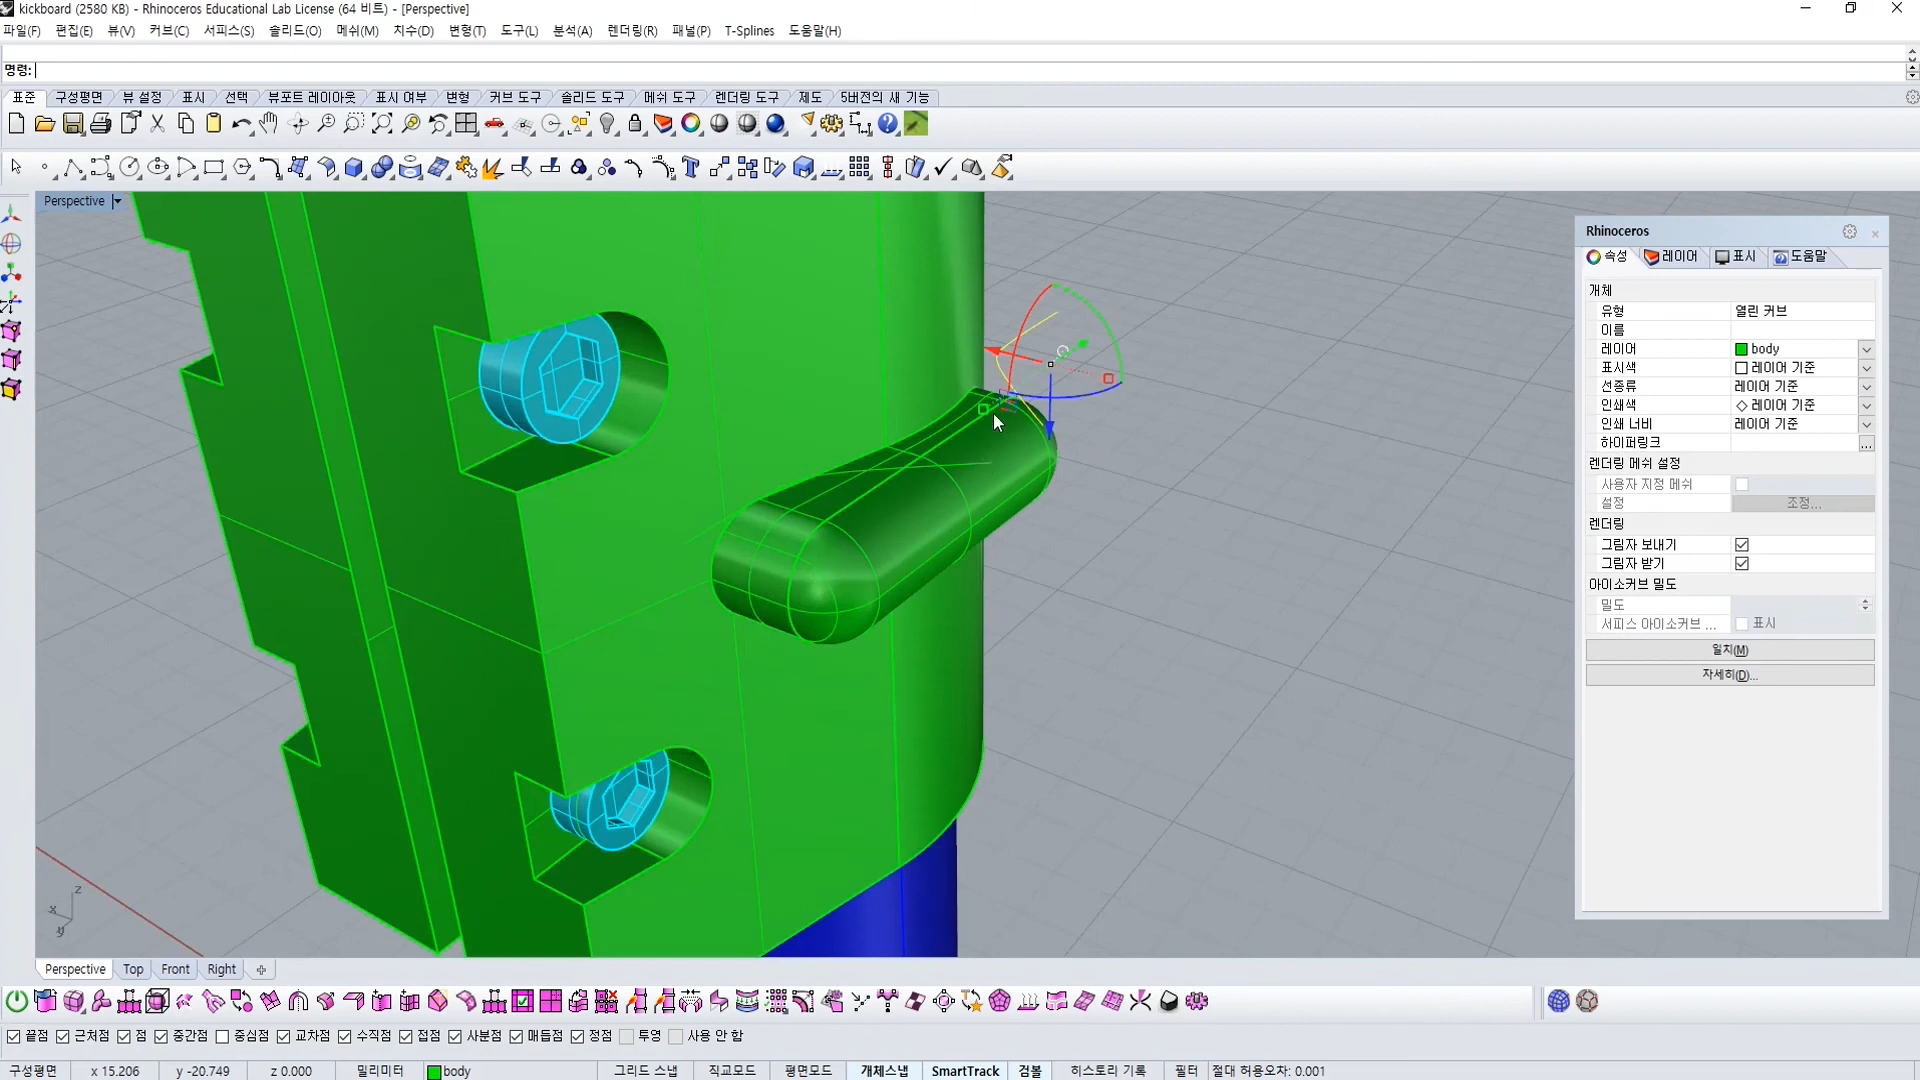 kickboard (2580 KB) - Rhinoceros Educational Lab License (64 비트) - [Perspective]
파일(F) 편집(E) 뷰(V) 커브(C) 서피스(S) 솔리드(O) 메쉬(M) 치수(D) 변형(T) 도구(L) 분석(A) 렌더링(R) 패널(P) T-Splines 도움말(H)
명령:
표준 구성평면 뷰 설정 표시 선택 뷰포트 레이아웃 표시 여부 변형 커브 도구 솔리드 도구 메쉬 도구 렌더링 도구 제도 5버전의 새 기능
Perspective
Rhinoceros
속성 레이어 표시 도움말
개체
유형 열린 커브
이름
레이어 body
표시색 레이어 기준
선종류 레이어 기준
인쇄색 레이어 기준
인쇄 너비 레이어 기준
하이퍼링크 ...
렌더링 메쉬 설정
사용자 지정 메쉬
설정 조정...
렌더링
그림자 보내기
그림자 받기
아이소커브 밀도
밀도
서피스 아이소커브 ... 표시
일치(M)
자세히(D)...
z
x
y
Perspective Top Front Right
끝점 근처점 점 중간점 중심점 교차점 수직점 접점 사분점 매듭점 정점 투영 사용 안 함
구성평면 x 15.206 y -20.749 z 0.000 밀리미터 body 그리드 스냅 직교모드 평면모드 개체스냅 SmartTrack 검볼 히스토리 기록 필터 절대 허용오차: 0.001